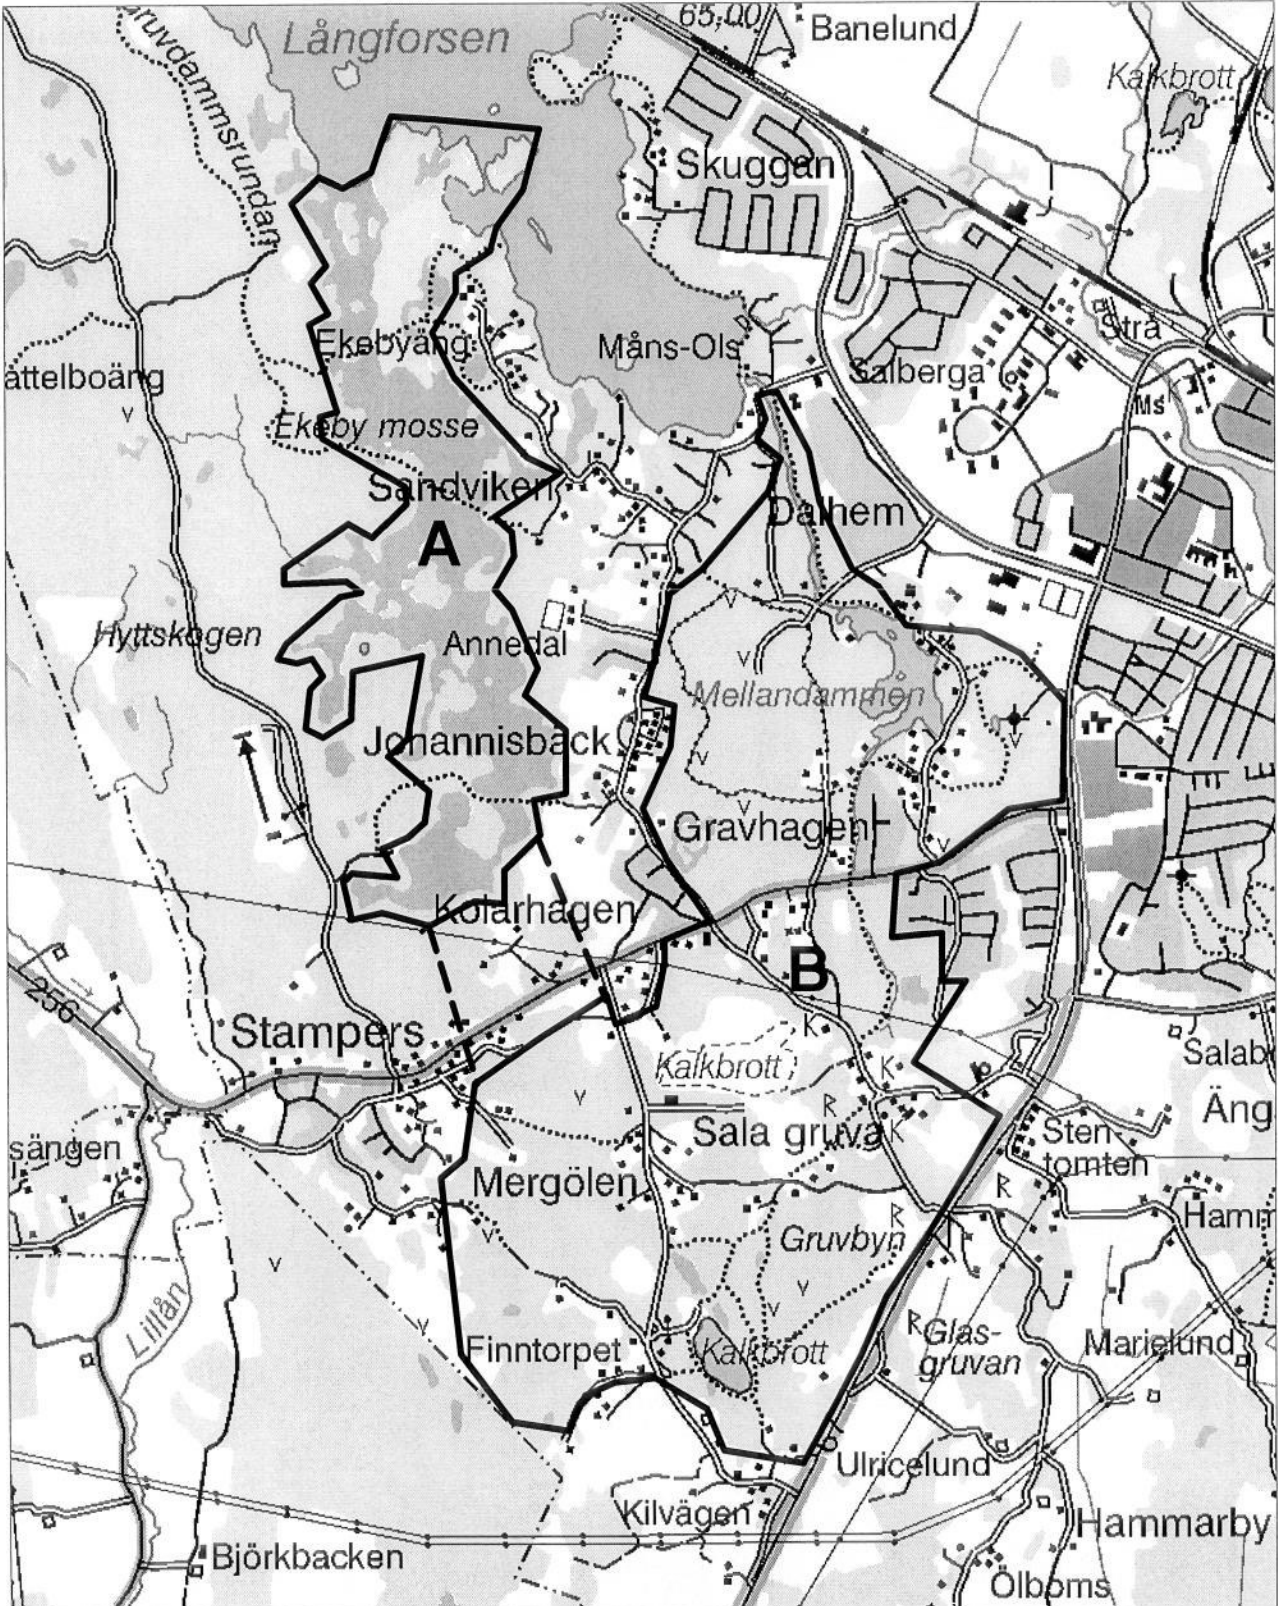 Långforsen
65,00
Banelund
Gruvdammsrundan
Kalkbrott
Skuggan
Ekebyäng
Måns-Ols
Strå
Salberga
ättelboäng
Ms
Ekeby mosse
Sandviken
Dalhem
A
Hyttskogen
Annedal
Mellandammen
Johannisbäck
Gravhagen
Kolarhagen
B
256
Stampers
K
Kalkbrott
K
Salab
R
Äng
Sala gruva
K
Sten-
tomten
sängen
Mergölen
R
Hamm
R
Gruvbyn
Lillån
R
Glas-
gruvan
Marielund
Finntorpet
Kalkbrott
Ulricelund
Kilvägen
Hammarby
Björkbacken
Ölboms